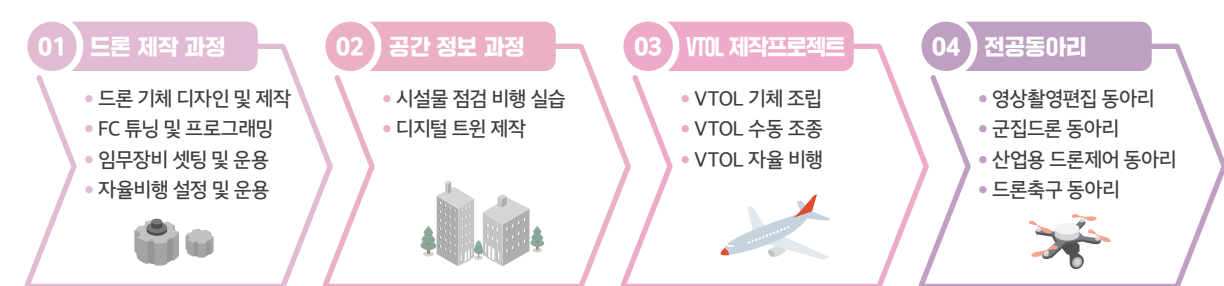 01 드론 제작 과정
• 드론 기체 디자인 및 제작
• FC 튜닝 및 프로그래밍
• 임무장비 셋팅 및 운용
• 자율비행 설정 및 운용
02 공간 정보 과정
• 시설물 점검 비행 실습
• 디지털 트윈 제작
03 VTOL 제작프로젝트
• VTOL 기체 조립
• VTOL 수동 조종
• VTOL 자율 비행
04 전공동아리
• 영상촬영편집 동아리
• 군집드론 동아리
• 산업용 드론제어 동아리
• 드론축구 동아리